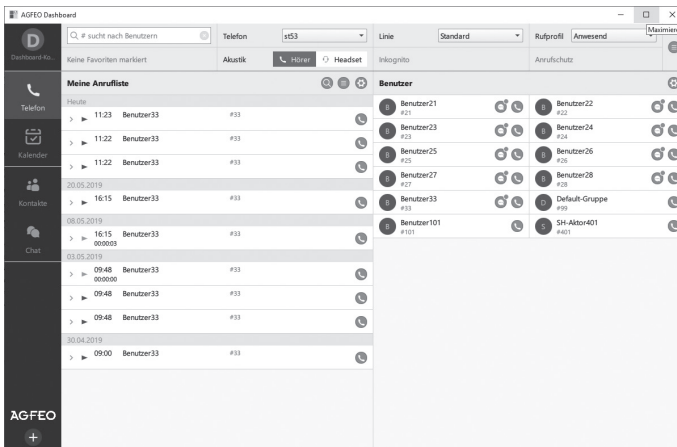 AGFEO Dashboard
Maximiere
D
Dashboard-Ko...
Telefon
Kalender
Kontakte
Chat
AGFEO
# sucht nach Benutzern
Telefon
st53
Linie
Standard
Rufprofil
Anwesend
Keine Favoriten markiert
Akustik
Hörer
Headset
Inkognito
Anrufschutz
Meine Anrufliste
Heute
11:23 Benutzer33 #33
11:22 Benutzer33 #33
11:22 Benutzer33 #33
20.05.2019
16:15 Benutzer33 #33
08.05.2019
16:15 Benutzer33 #33
00:00:03
03.05.2019
09:48 Benutzer33 #33
00:00:00
09:48 Benutzer33 #33
09:48 Benutzer33 #33
30.04.2019
09:00 Benutzer33 #33
Benutzer
B Benutzer21
#21
B Benutzer22
#22
B Benutzer23
#23
B Benutzer24
#24
B Benutzer25
#25
B Benutzer26
#26
B Benutzer27
#27
B Benutzer28
#28
B Benutzer33
#33
D Default-Gruppe
#99
B Benutzer101
#101
S SH-Aktor401
#401